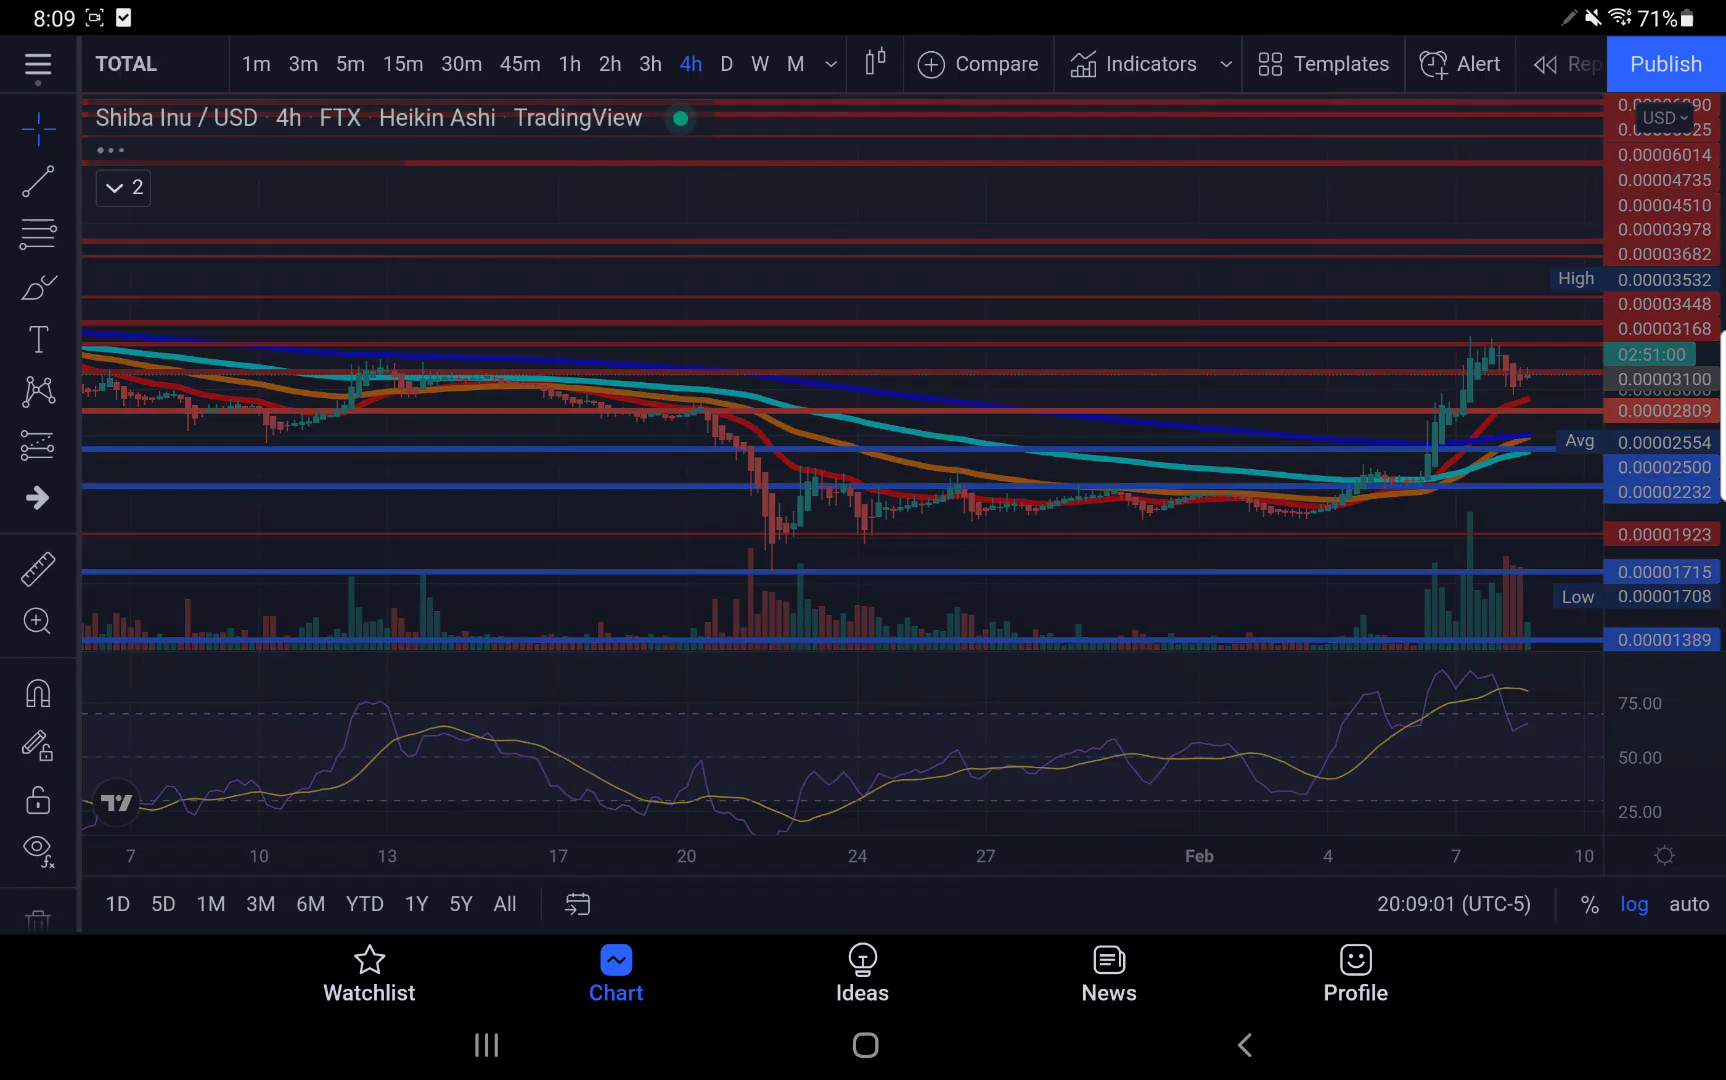 8:09 71%
TOTAL 1m 3m 5m 15m 30m 45m 1h 2h 3h 4h D W M Compare Indicators Templates Alert Rep Publish
Shiba Inu / USD 4h FTX Heikin Ashi TradingView
USD
2
0.00006014
0.00004735
0.00004510
0.00003978
0.00003682
High 0.00003532
0.00003448
0.00003168
02:51:00
0.00003100
0.00002809
Avg 0.00002554
0.00002500
0.00002232
0.00001923
0.00001715
Low 0.00001708
0.00001389
75.00
50.00
25.00
7 10 13 17 20 24 27 Feb 4 7 10
1D 5D 1M 3M 6M YTD 1Y 5Y All 20:09:01 (UTC-5) % log auto
Watchlist Chart Ideas News Profile